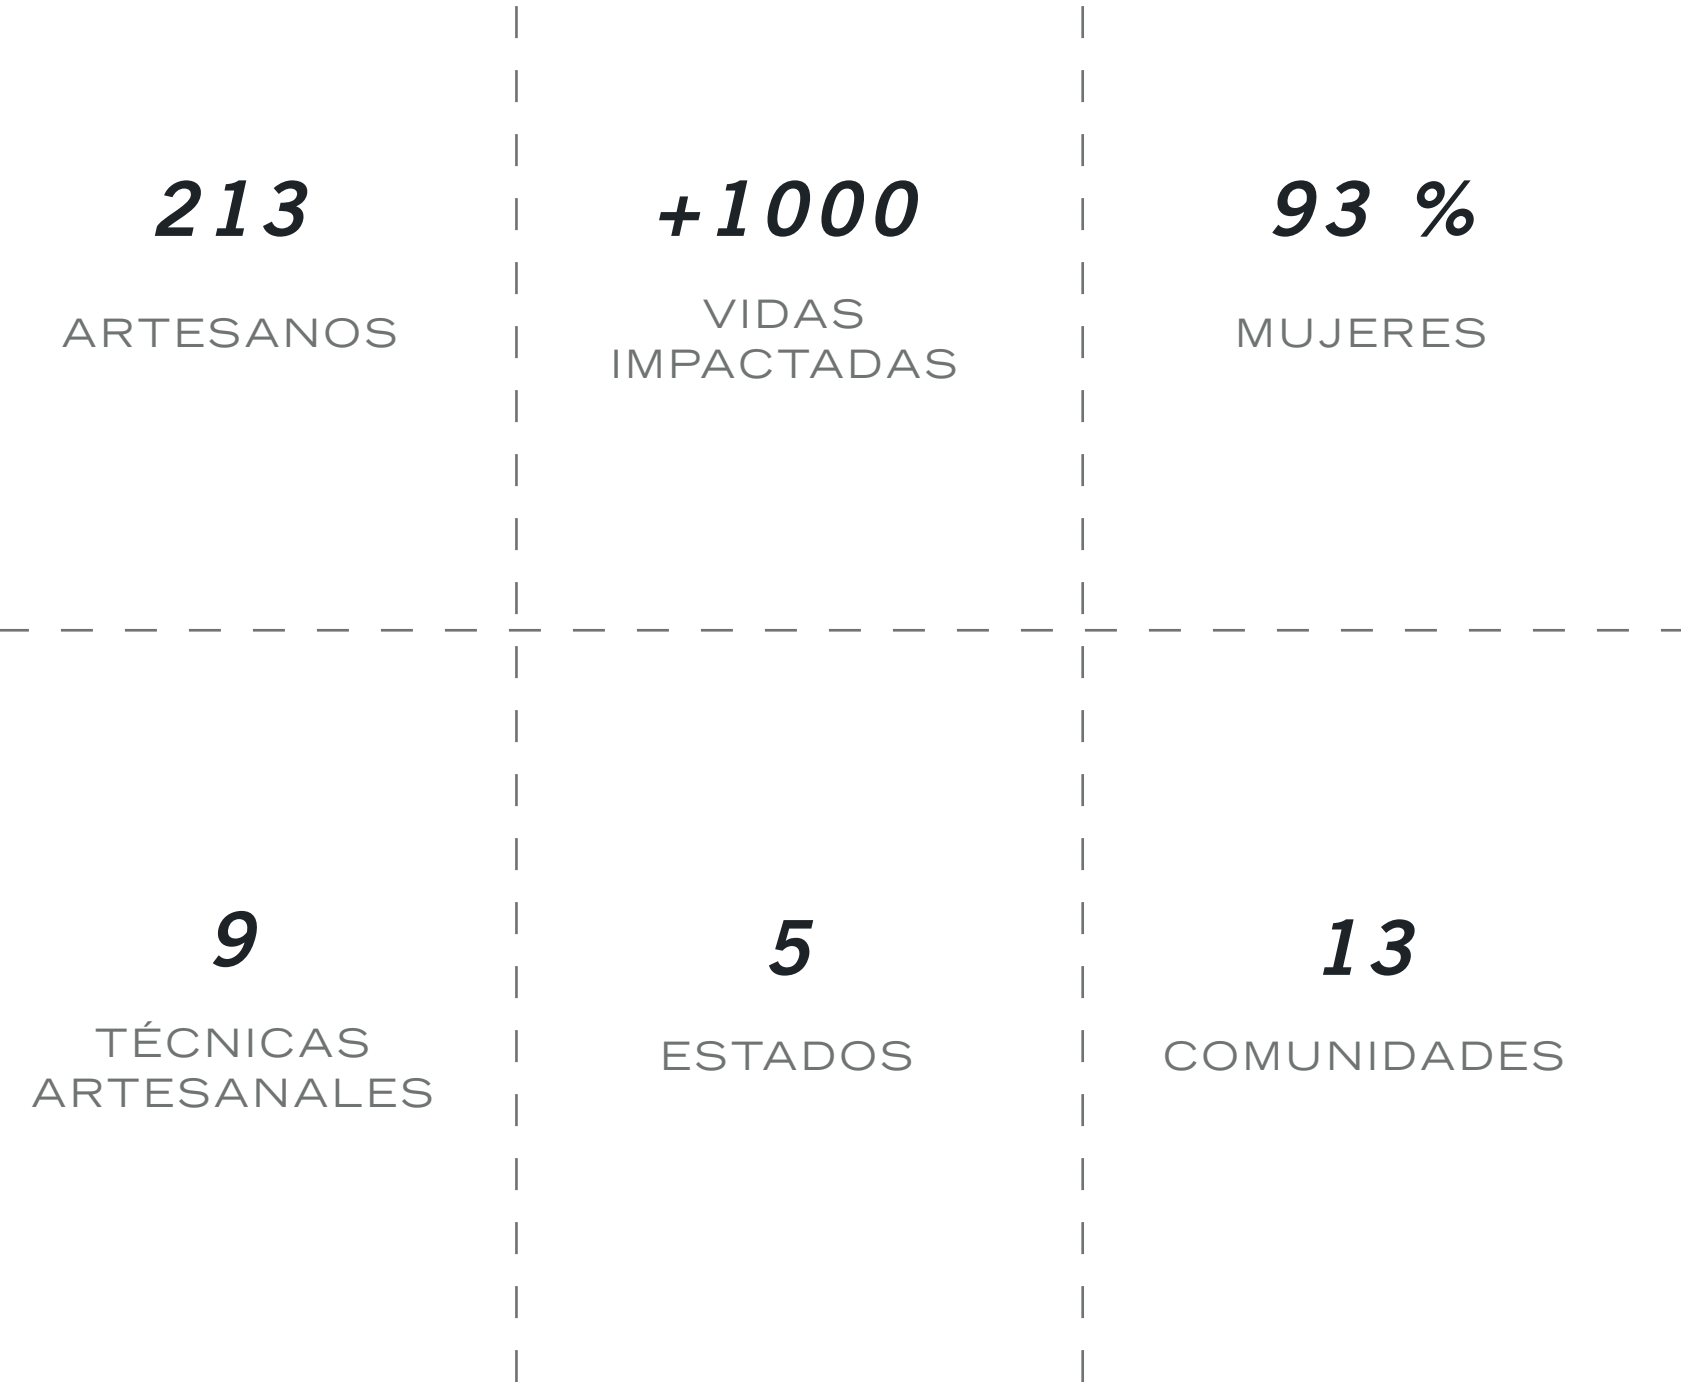 213
ARTESANOS
+1000
VIDAS
IMPACTADAS
93 %
MUJERES
9
TÉCNICAS
ARTESANALES
5
ESTADOS
13
COMUNIDADES